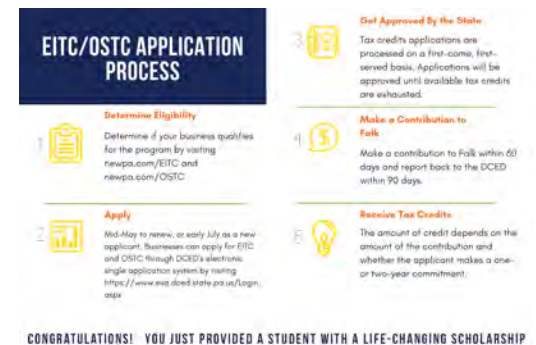 EITC/OSTC APPLICATION
PROCESS
1
Determine Eligibility
Determine if your business qualifies
for the program by visiting
newpa.com/EITC and
newpa.com/OSTC
2
Apply
Mid-May to renew, or early July as a new
applicant. Businesses can apply for EITC
and OSTC through DCED's electronic
single application system by visiting
https://www.esa.dced.state.pa.us/Login.
aspx
3
Get Approved By the State
Tax credits applications are
processed on a first-come, first-
served basis. Applications will be
approved until available tax credits
are exhausted.
4
Make a Contribution to
Falk
Make a contribution to Falk within 60
days and report back to the DCED
within 90 days.
5
Receive Tax Credits
The amount of credit depends on the
amount of the contribution and
whether the applicant makes a one-
or two-year commitment.
CONGRATULATIONS! YOU JUST PROVIDED A STUDENT WITH A LIFE-CHANGING SCHOLARSHIP